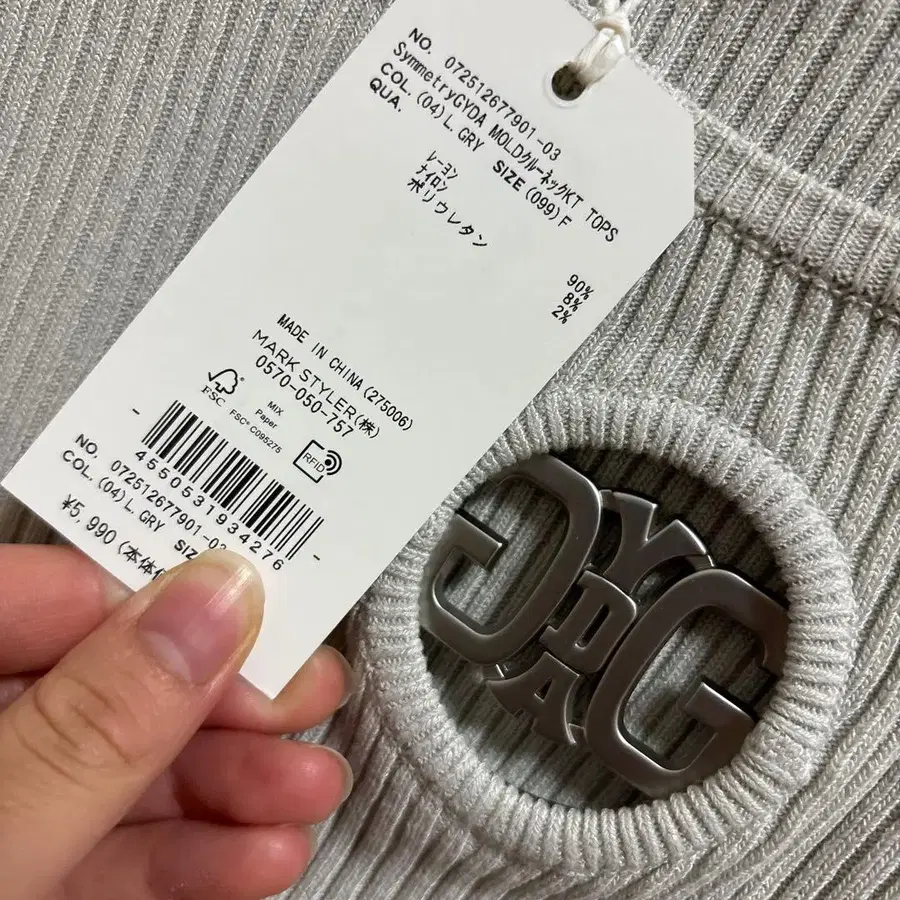 NO. 072512677901-03
SymmetryGYDA MOLDクルーネックKT TOPS
COL. (04) L. GRY SIZE (099) F
QUA.
レーヨン 90%
ナイロン 8%
ポリウレタン 2%
MADE IN CHINA (275006)
MARK STYLER(株)
0570-050-757
FSC
MIX
Paper
FSC® C095275
RFID
4550531934276
NO. 072512677901-03
COL. (04) L. GRY SIZ
¥5,990 (本体
G G
Y
D
A